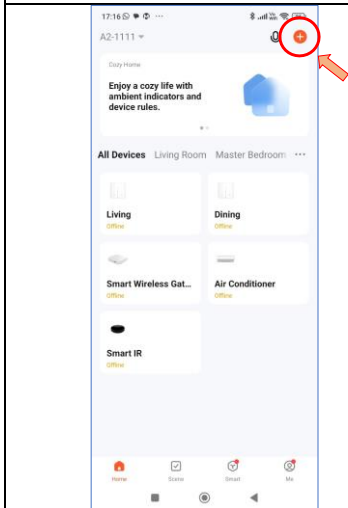 17:16
A2-1111
Cozy Home
Enjoy a cozy life with
ambient indicators and
device rules.
All Devices Living Room Master Bedroom ...
Living
Offline
Dining
Offline
Smart Wireless Gat...
Offline
Air Conditioner
Offline
Smart IR
Offline
Home Scene Smart Me